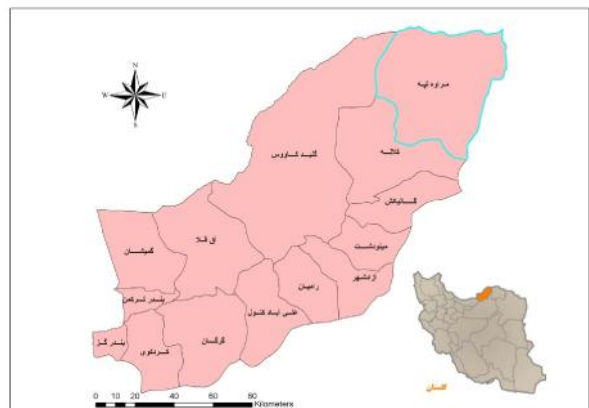 N
W
S
مراوه تپه
کلاله
گنبد کاووس
گالیکش
مینودشت
آزادشهر
رامیان
علی آباد کتول
آق قلا
گمیشان
بندر ترکمن
بندر گز
کردکوی
گرگان
گلستان
0 5 10 20 40 60 80
Kilometers